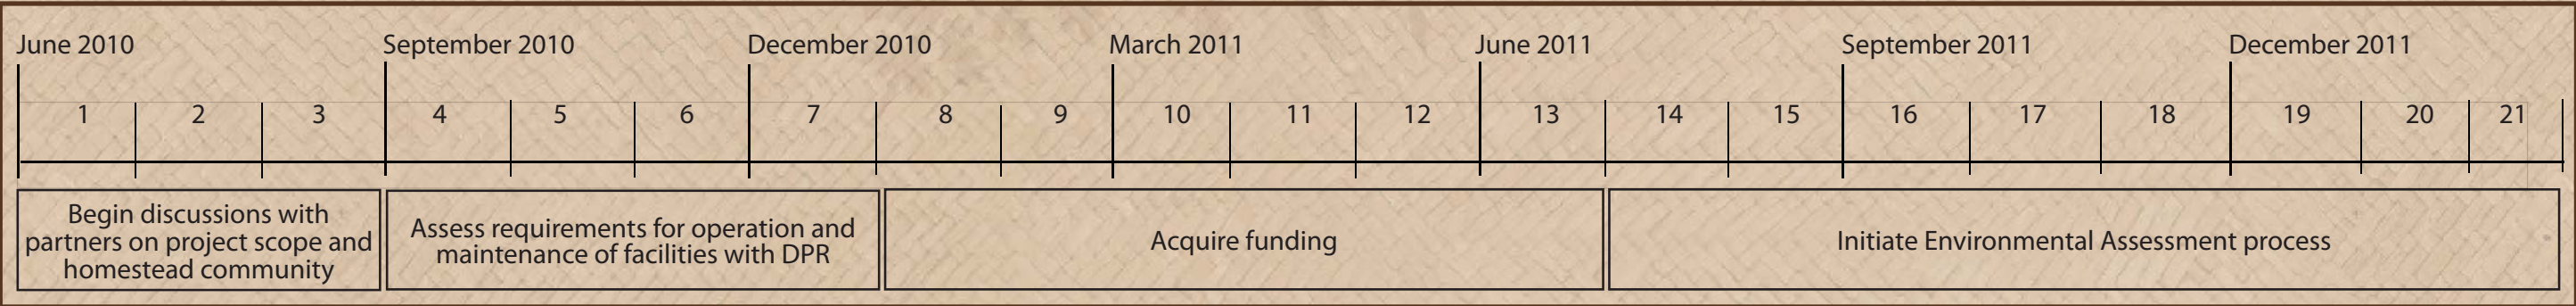 June 2010 September 2010 December 2010 March 2011 June 2011 September 2011 December 2011
1 2 3 4 5 6 7 8 9 10 11 12 13 14 15 16 17 18 19 20 21
Begin discussions with
partners on project scope and
homestead community
Assess requirements for operation and
maintenance of facilities with DPR
Acquire funding
Initiate Environmental Assessment process